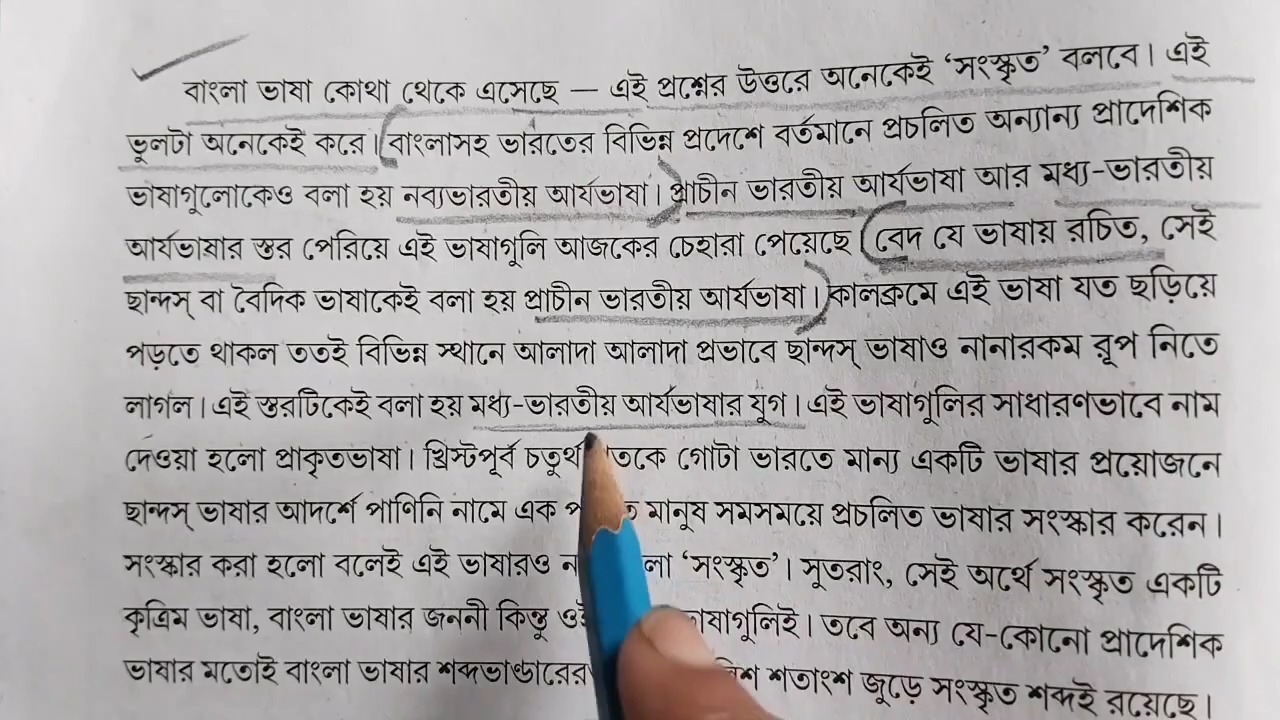 বাংলা ভাষা কোথা থেকে এসেছে — এই প্রশ্নের উত্তরে অনেকেই ‘সংস্কৃত’ বলবে। এই
ভুলটা অনেকেই করে। বাংলাসহ ভারতের বিভিন্ন প্রদেশে বর্তমানে প্রচলিত অন্যান্য প্রাদেশিক
ভাষাগুলোকেও বলা হয় নব্যভারতীয় আর্যভাষা। প্রাচীন ভারতীয় আর্যভাষা আর মধ্য-ভারতীয়
আর্যভাষার স্তর পেরিয়ে এই ভাষাগুলি আজকের চেহারা পেয়েছে বেদ যে ভাষায় রচিত, সেই
ছান্দস্ বা বৈদিক ভাষাকেই বলা হয় প্রাচীন ভারতীয় আর্যভাষা। কালক্রমে এই ভাষা যত ছড়িয়ে
পড়তে থাকল ততই বিভিন্ন স্থানে আলাদা আলাদা প্রভাবে ছান্দস্ ভাষাও নানারকম রূপ নিতে
লাগল। এই স্তরটিকেই বলা হয় মধ্য-ভারতীয় আর্যভাষার যুগ। এই ভাষাগুলির সাধারণভাবে নাম
দেওয়া হলো প্রাকৃতভাষা। খ্রিস্টপূর্ব চতুর্থ গোটা ভারতে মান্য একটি ভাষার প্রয়োজনে
ছান্দস্ ভাষার আদর্শে পাণিনি নামে এক মানুষ সমসময়ে প্রচলিত ভাষার সংস্কার করেন।
সংস্কার করা হলো বলেই এই ভাষারও ‘সংস্কৃত’। সুতরাং, সেই অর্থে সংস্কৃত একটি
কৃত্রিম ভাষা, বাংলা ভাষার জননী কিন্তু তবে অন্য যে-কোনো প্রাদেশিক
ভাষার মতোই বাংলা ভাষার শব্দভাণ্ডারের শতাংশ জুড়ে সংস্কৃত শব্দই রয়েছে।